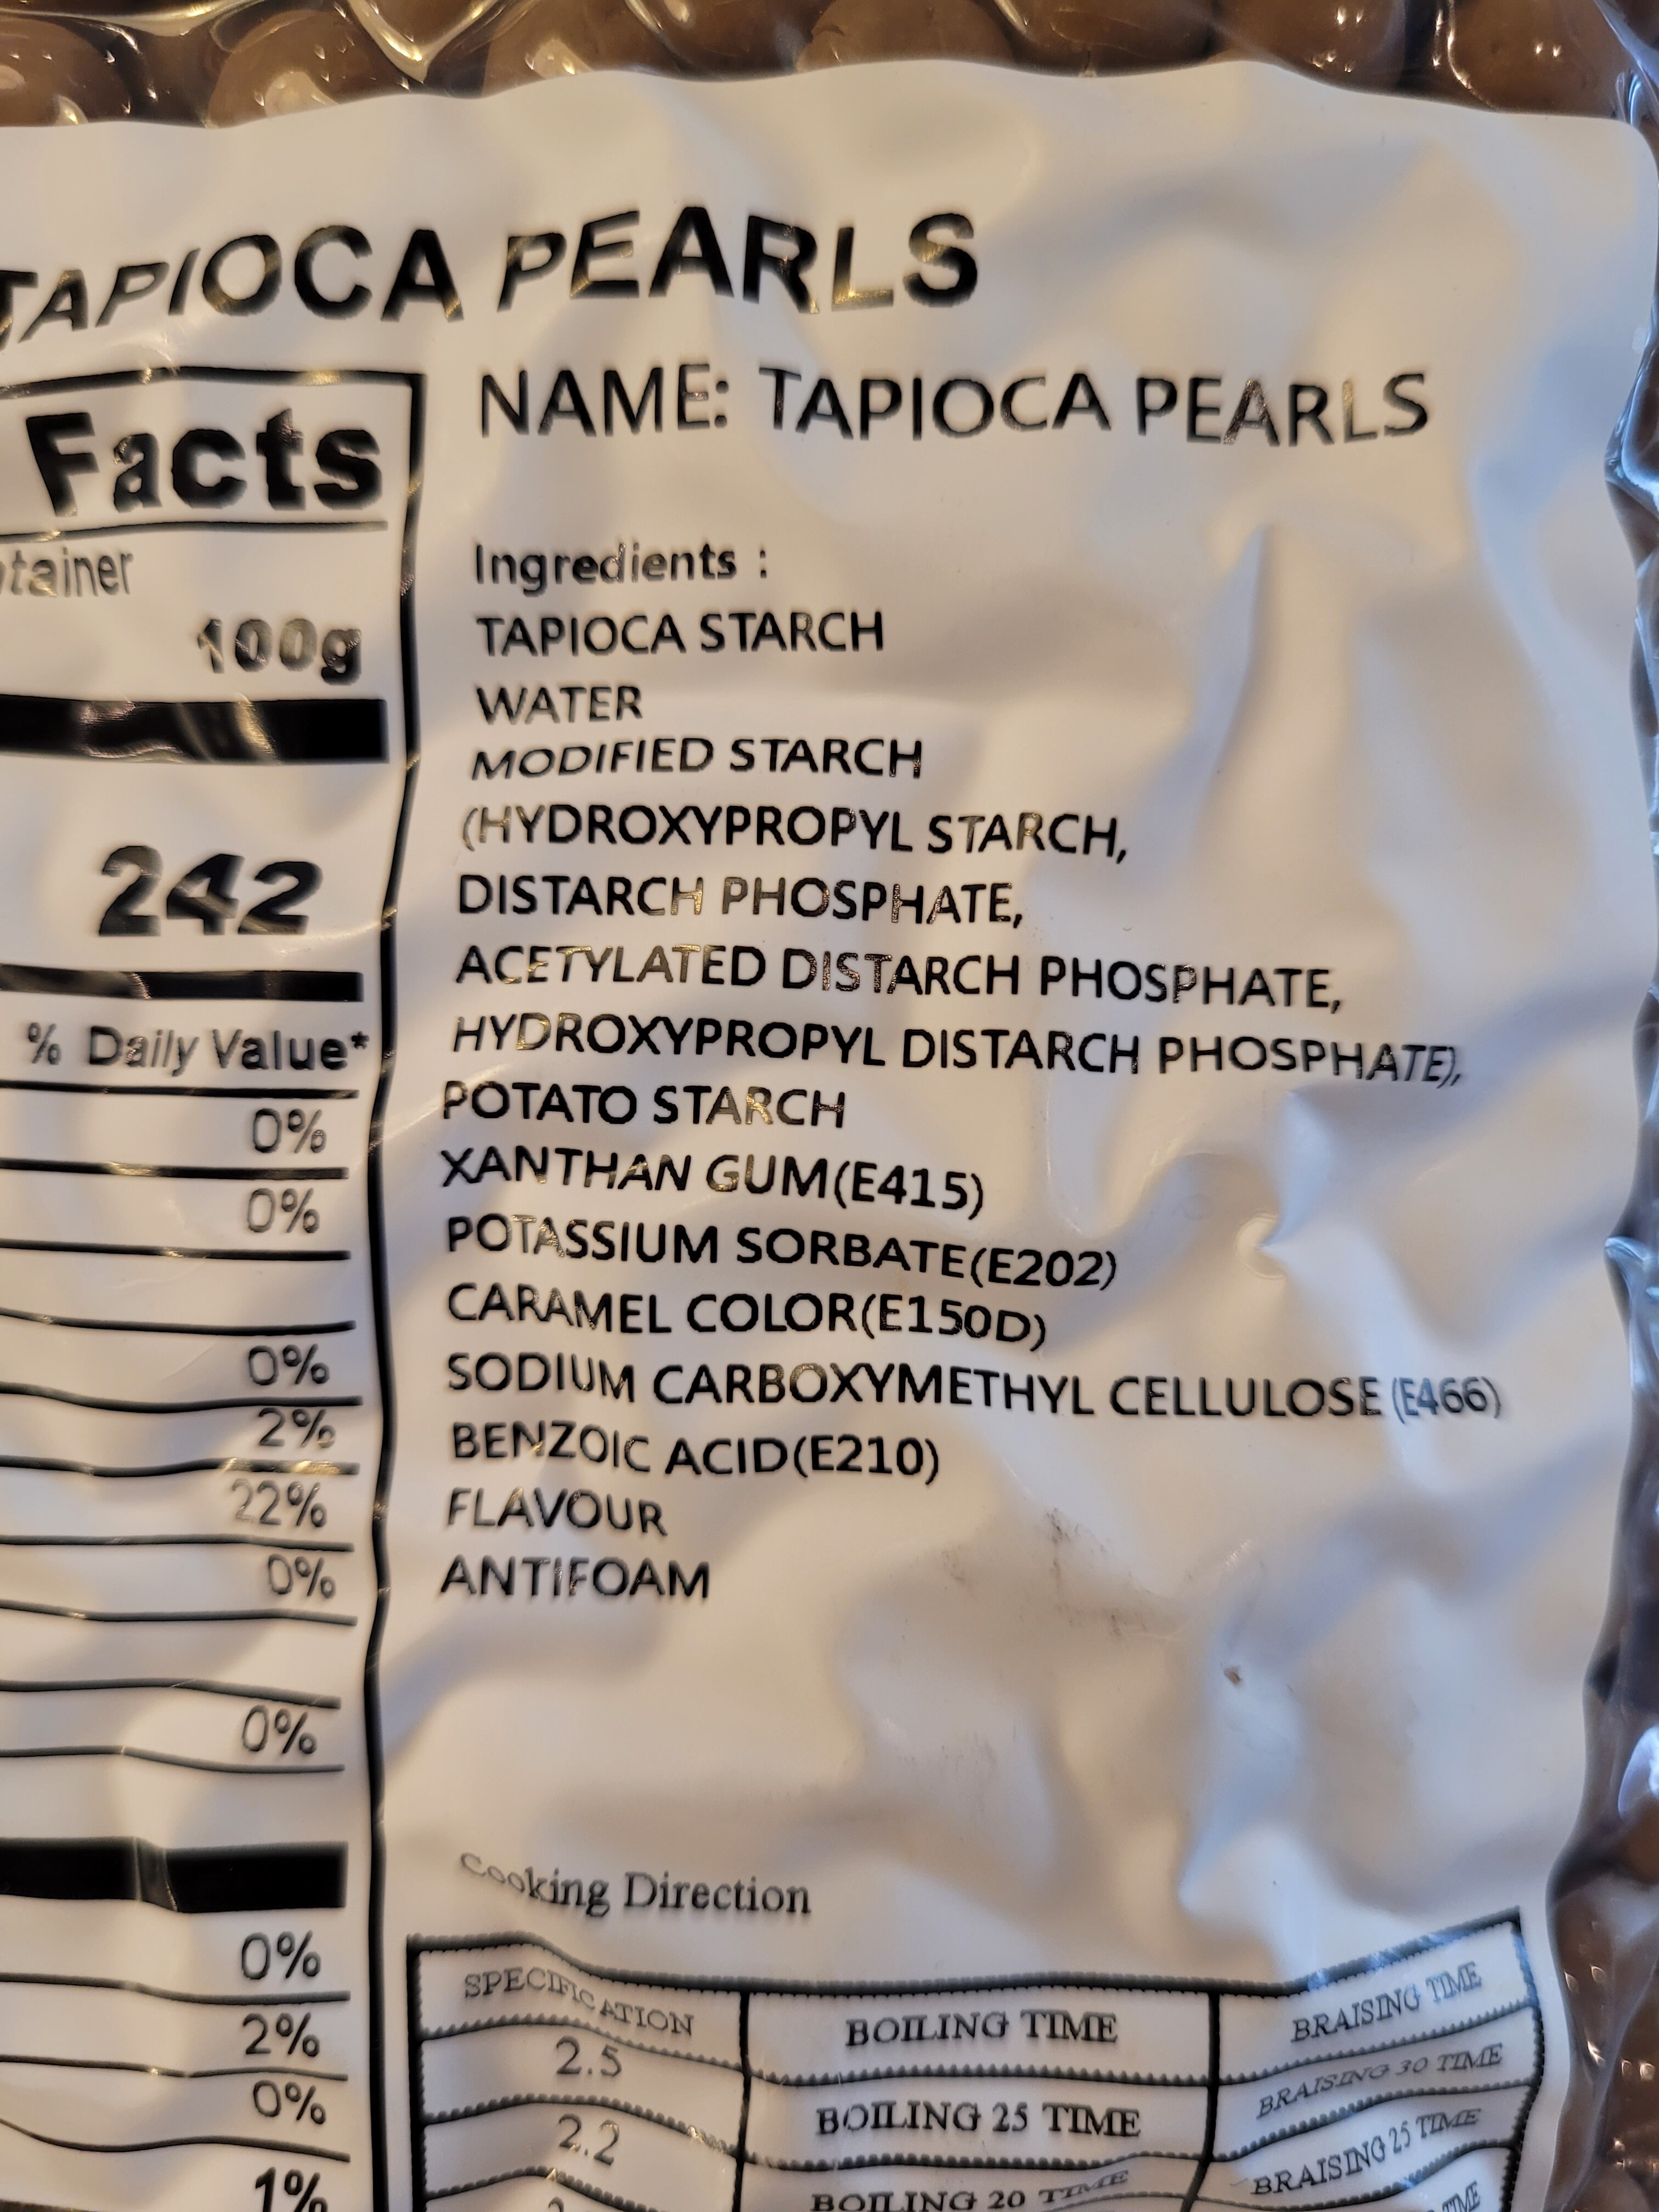 TAPIOCA PEARLS
Facts
100g
242
% Daily Value*
0%
0%
0%
2%
22%
0%
0%
0%
2%
0%
1%
NAME: TAPIOCA PEARLS
Ingredients :
TAPIOCA STARCH
WATER
MODIFIED STARCH
(HYDROXYPROPYL STARCH,
DISTARCH PHOSPHATE,
ACETYLATED DISTARCH PHOSPHATE,
HYDROXYPROPYL DISTARCH PHOSPHATE),
POTATO STARCH
XANTHAN GUM(E415)
POTASSIUM SORBATE(E202)
CARAMEL COLOR(E150D)
SODIUM CARBOXYMETHYL CELLULOSE (E466)
BENZOIC ACID(E210)
FLAVOUR
ANTIFOAM
Cooking Direction
SPECIFICATION BOILING TIME BRAISING TIME
2.5 BOILING 25 TIME BRAISING 30 TIME
2.2 BOILING 20 TIME BRAISING 25 TIME
TIME